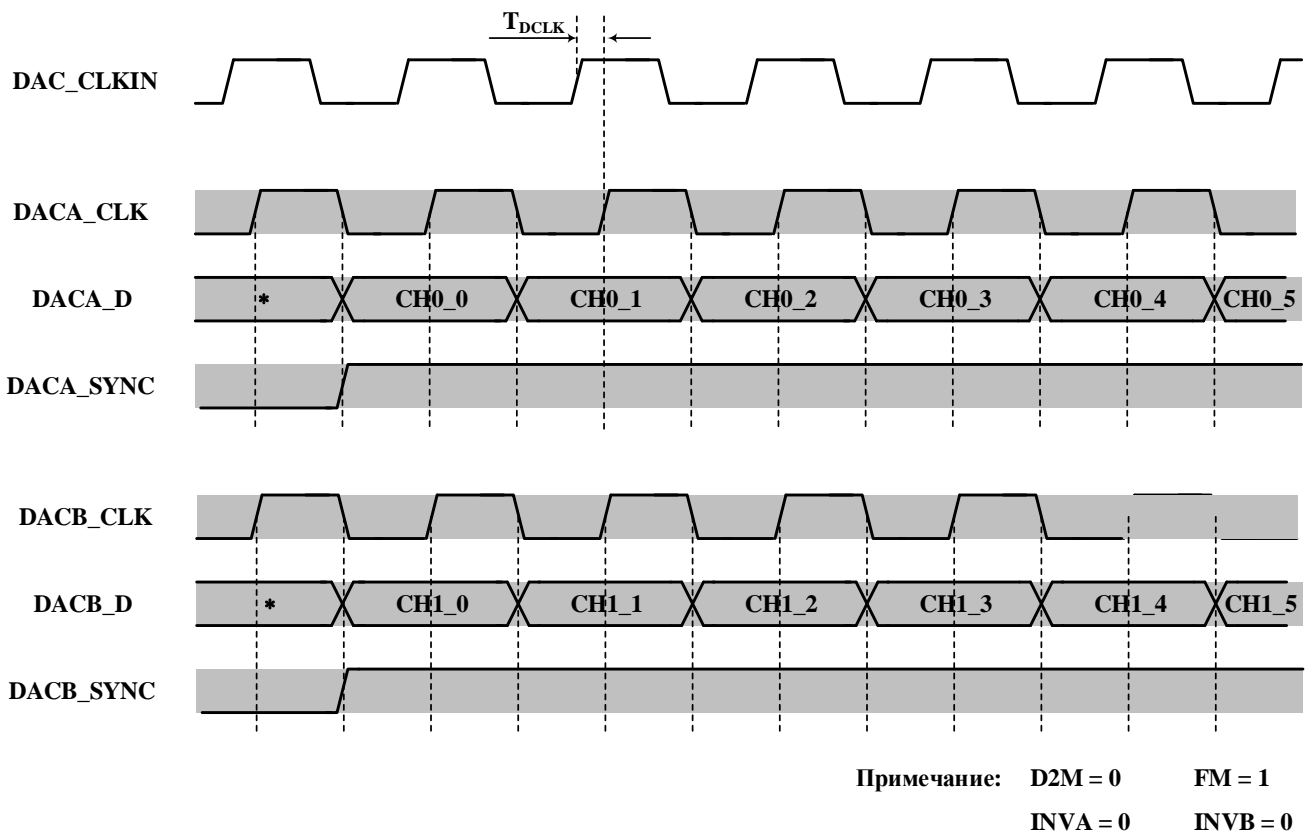 T_DCLK
DAC_CLKIN
DACA_CLK
DACA_D * CH0_0 CH0_1 CH0_2 CH0_3 CH0_4 CH0_5
DACA_SYNC
DACB_CLK
DACB_D * CH1_0 CH1_1 CH1_2 CH1_3 CH1_4 CH1_5
DACB_SYNC
Примечание: D2M = 0 FM = 1
INVA = 0 INVB = 0